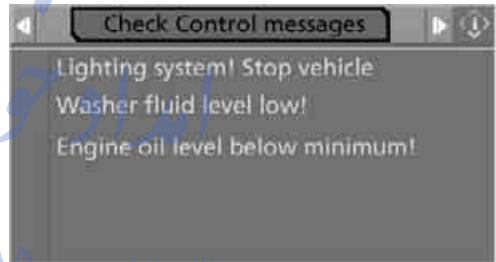 Check Control messages
Lighting system! Stop vehicle
Washer fluid level low!
Engine oil level below minimum!